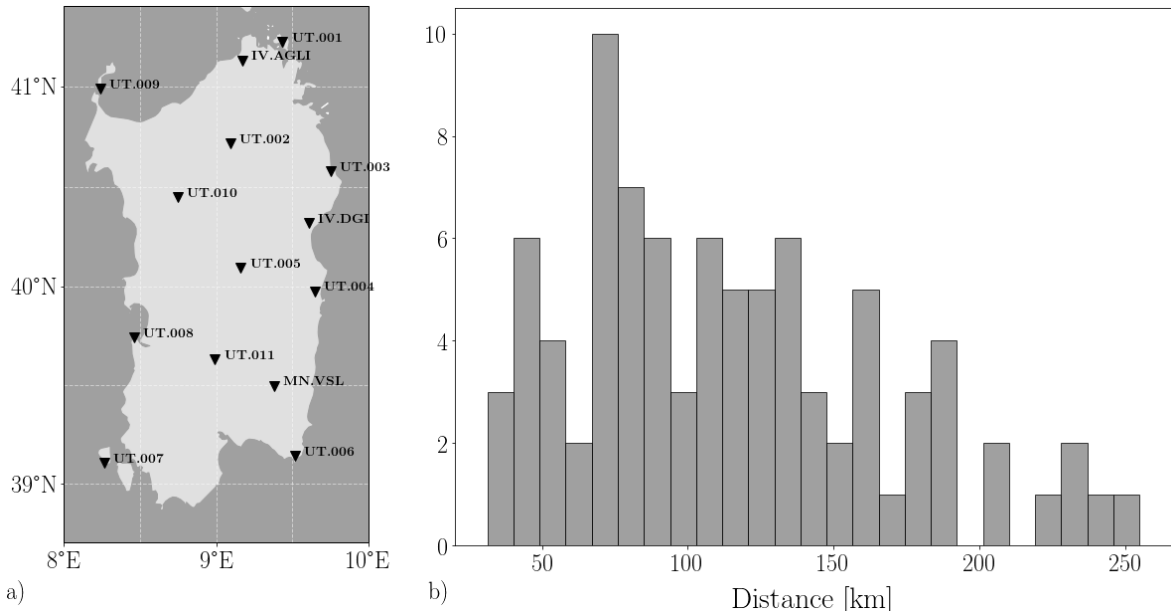 UT.001
IV.AGLI
41°N
UT.009
UT.002
UT.003
UT.010
IV.DGI
UT.005
40°N
UT.004
UT.008
UT.011
MN.VSL
UT.006
UT.007
39°N
8°E 9°E 10°E
a)
10
8
6
4
2
0
50 100 150 200 250
Distance [km]
b)